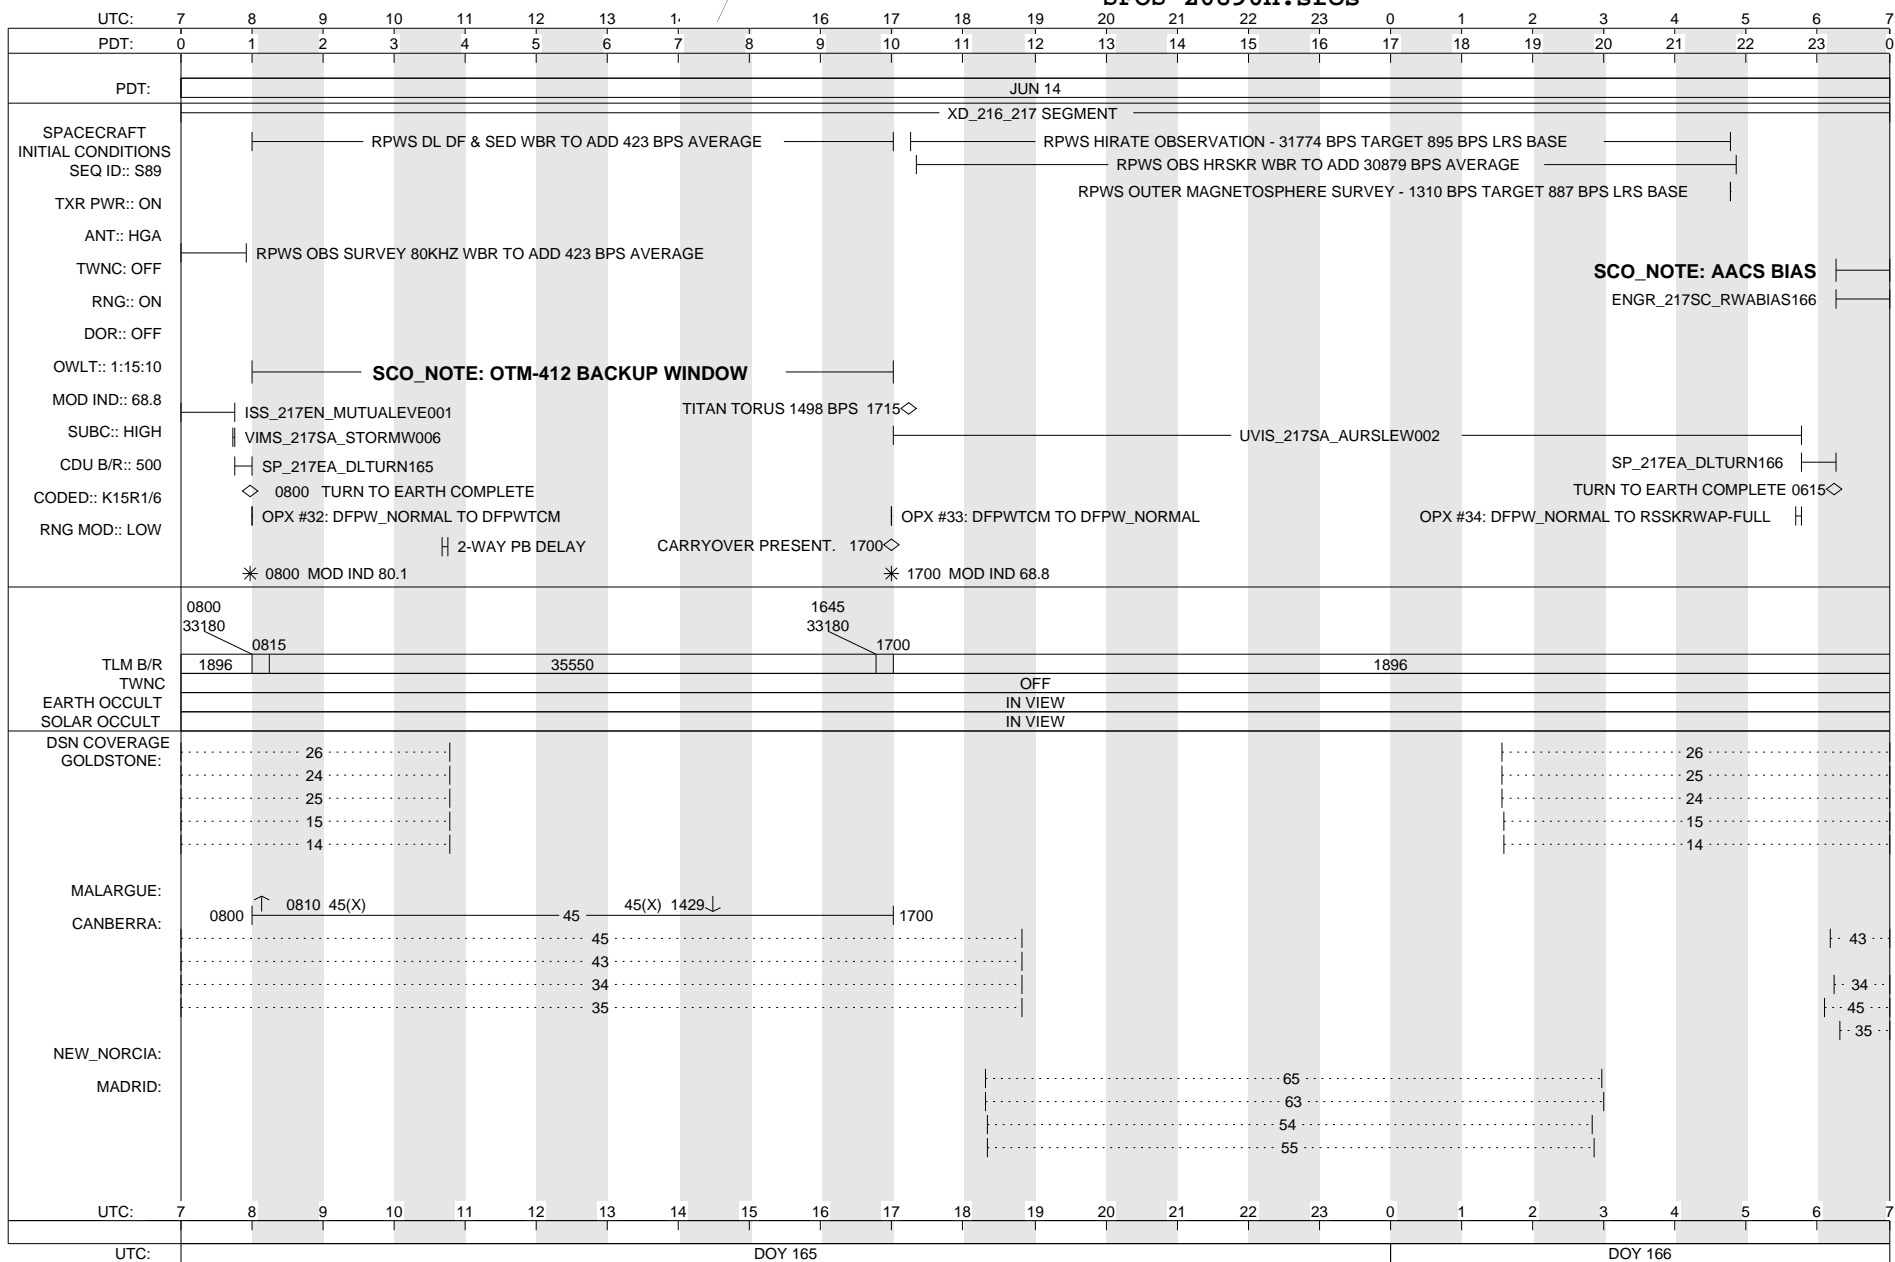 SFOS
UTC: 7 8 9 10 11 12 13 16 17 18 19 20 21 22 23 0 1 2 3 4 5 6 7
PDT: 0 1 2 3 4 5 6 7 8 9 10 11 12 13 14 15 16 17 18 19 20 21 22 23 0
PDT: JUN 14
XD_216_217 SEGMENT
SPACECRAFT
INITIAL CONDITIONS
SEQ ID:: S89
TXR PWR:: ON
ANT:: HGA
TWNC: OFF
RNG:: ON
DOR:: OFF
OWLT:: 1:15:10
MOD IND:: 68.8
SUBC:: HIGH
CDU B/R:: 500
CODED:: K15R1/6
RNG MOD:: LOW
RPWS DL DF & SED WBR TO ADD 423 BPS AVERAGE
RPWS HIRATE OBSERVATION - 31774 BPS TARGET 895 BPS LRS BASE
RPWS OBS HRSKR WBR TO ADD 30879 BPS AVERAGE
RPWS OUTER MAGNETOSPHERE SURVEY - 1310 BPS TARGET 887 BPS LRS BASE
RPWS OBS SURVEY 80KHZ WBR TO ADD 423 BPS AVERAGE
SCO_NOTE: AACS BIAS
ENGR_217SC_RWABIAS166
SCO_NOTE: OTM-412 BACKUP WINDOW
ISS_217EN_MUTUALEVE001
TITAN TORUS 1498 BPS 1715
VIMS_217SA_STORMW006
UVIS_217SA_AURSLEW002
SP_217EA_DLTURN165
SP_217EA_DLTURN166
0800 TURN TO EARTH COMPLETE
TURN TO EARTH COMPLETE 0615
OPX #32: DFPW_NORMAL TO DFPWTCM
OPX #33: DFPWTCM TO DFPW_NORMAL
OPX #34: DFPW_NORMAL TO RSSKRWAP-FULL
2-WAY PB DELAY
CARRYOVER PRESENT. 1700
0800 MOD IND 80.1
1700 MOD IND 68.8
0800 1645
33180 33180
0815 1700
TLM B/R 1896 35550 1896
TWNC OFF
EARTH OCCULT IN VIEW
SOLAR OCCULT IN VIEW
DSN COVERAGE
GOLDSTONE:
26 26
24 25
25 24
15 15
14 14
MALARGUE:
0810 45(X) 45(X) 1429
CANBERRA: 0800 45 1700
45 43
43
34 34
35 45
35
NEW_NORCIA:
MADRID:
65
63
54
55
UTC: 7 8 9 10 11 12 13 14 15 16 17 18 19 20 21 22 23 0 1 2 3 4 5 6 7
UTC: DOY 165 DOY 166